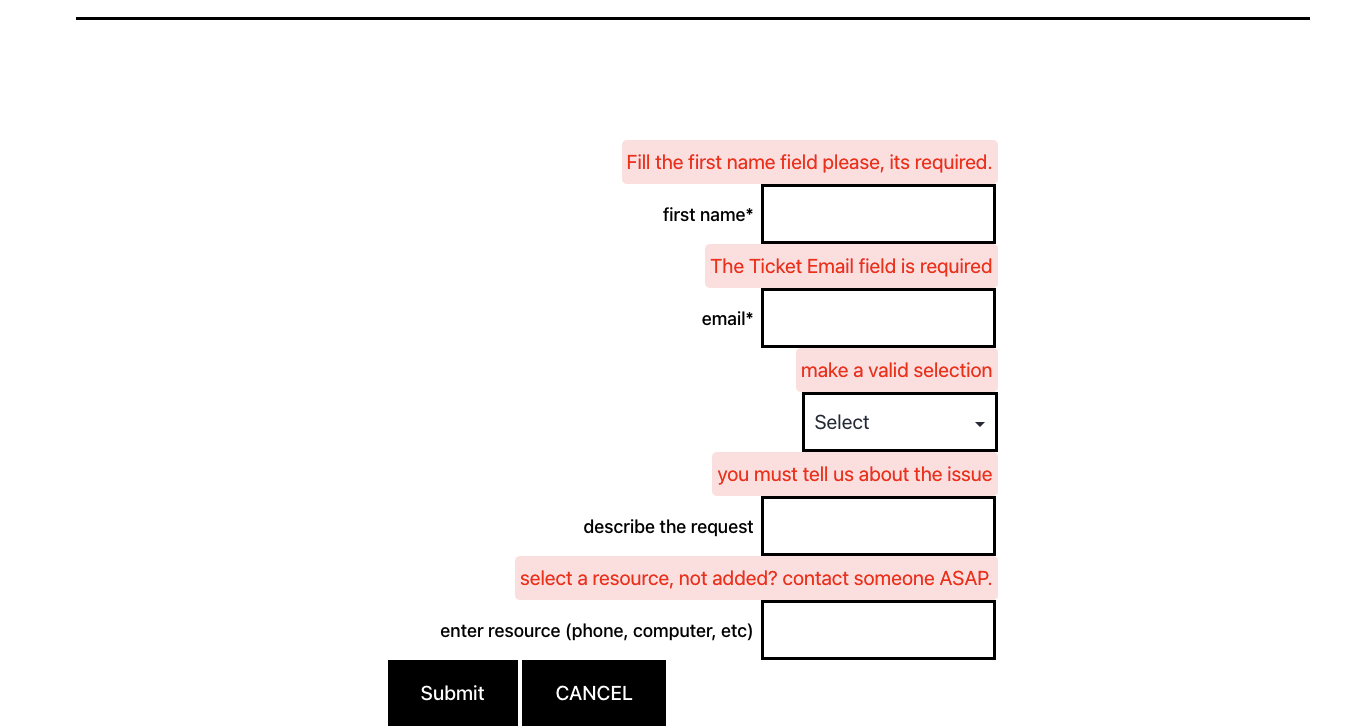 Fill the first name field please, its required.
first name*
The Ticket Email field is required
email*
make a valid selection
Select
you must tell us about the issue
describe the request
select a resource, not added? contact someone ASAP.
enter resource (phone, computer, etc)
Submit CANCEL